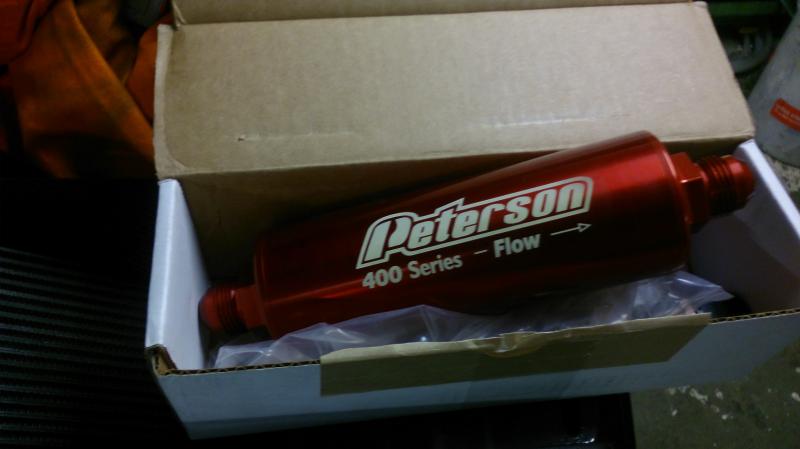 Peterson
400 Series – Flow →